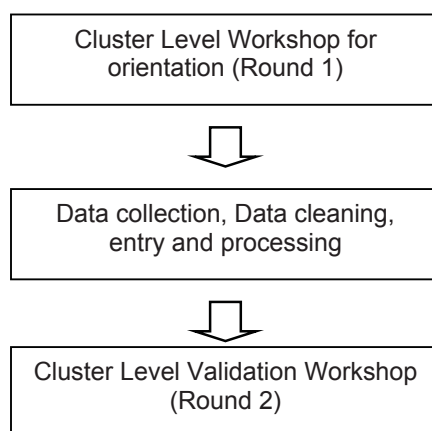 Cluster Level Workshop for
orientation (Round 1)
Data collection, Data cleaning,
entry and processing
Cluster Level Validation Workshop
(Round 2)